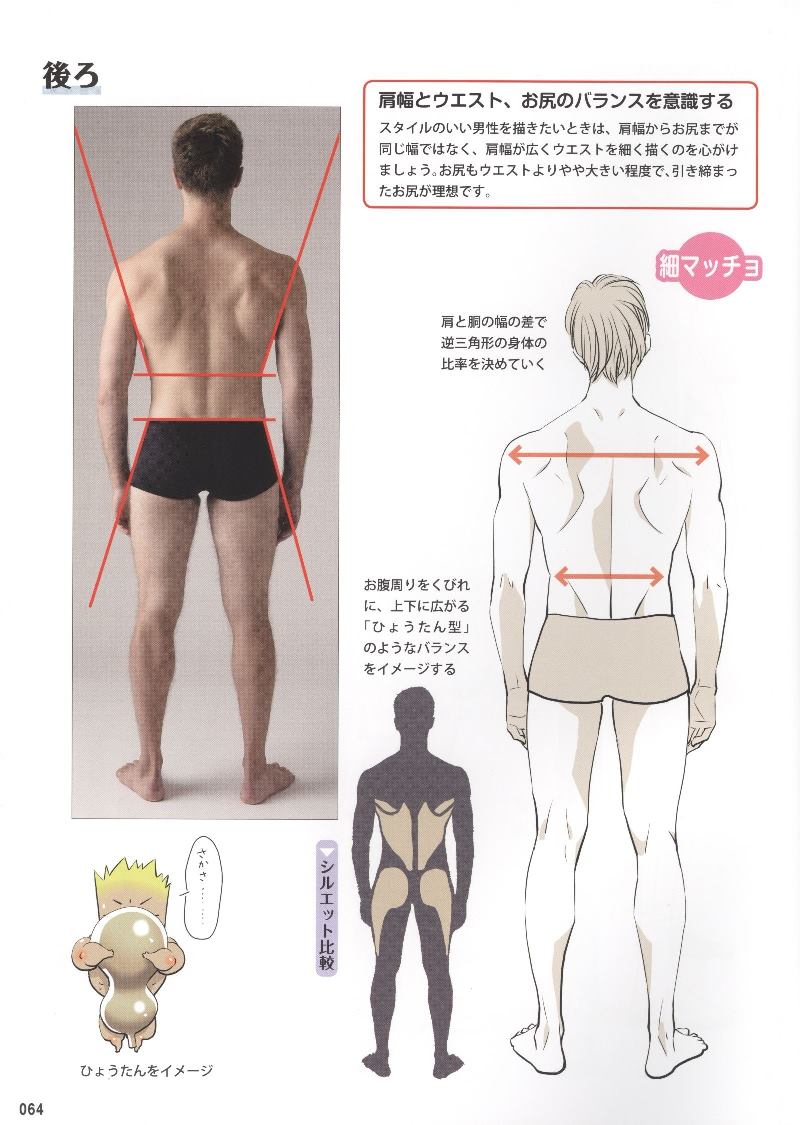 後ろ
肩幅とウエスト、お尻のバランスを意識する
スタイルのいい男性を描きたいときは、肩幅からお尻までが
同じ幅ではなく、肩幅が広くウエストを細く描くのを心がけ
ましょう。お尻もウエストよりやや大きい程度で、引き締まっ
たお尻が理想です。
細マッチョ
肩と胴の幅の差で
逆三角形の身体の
比率を決めていく
お腹周りをくびれ
に、上下に広がる
「ひょうたん型」
のようなバランス
をイメージする
▽シルエット比較
さかさ………
ひょうたんをイメージ
064